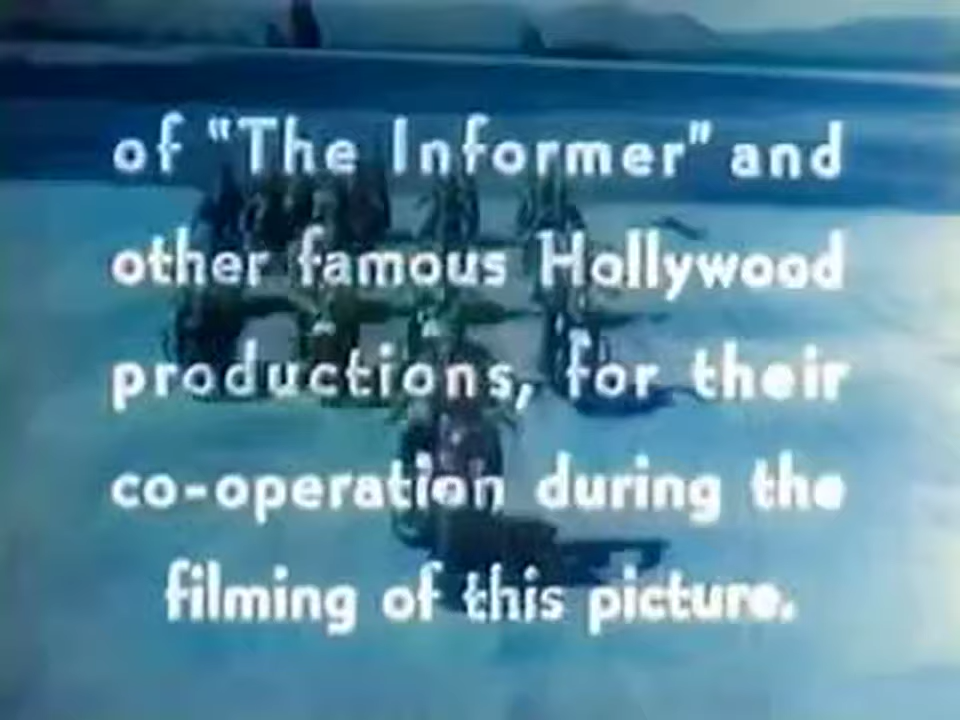 of "The Informer" and
other famous Hollywood
productions, for their
co-operation during the
filming of this picture.